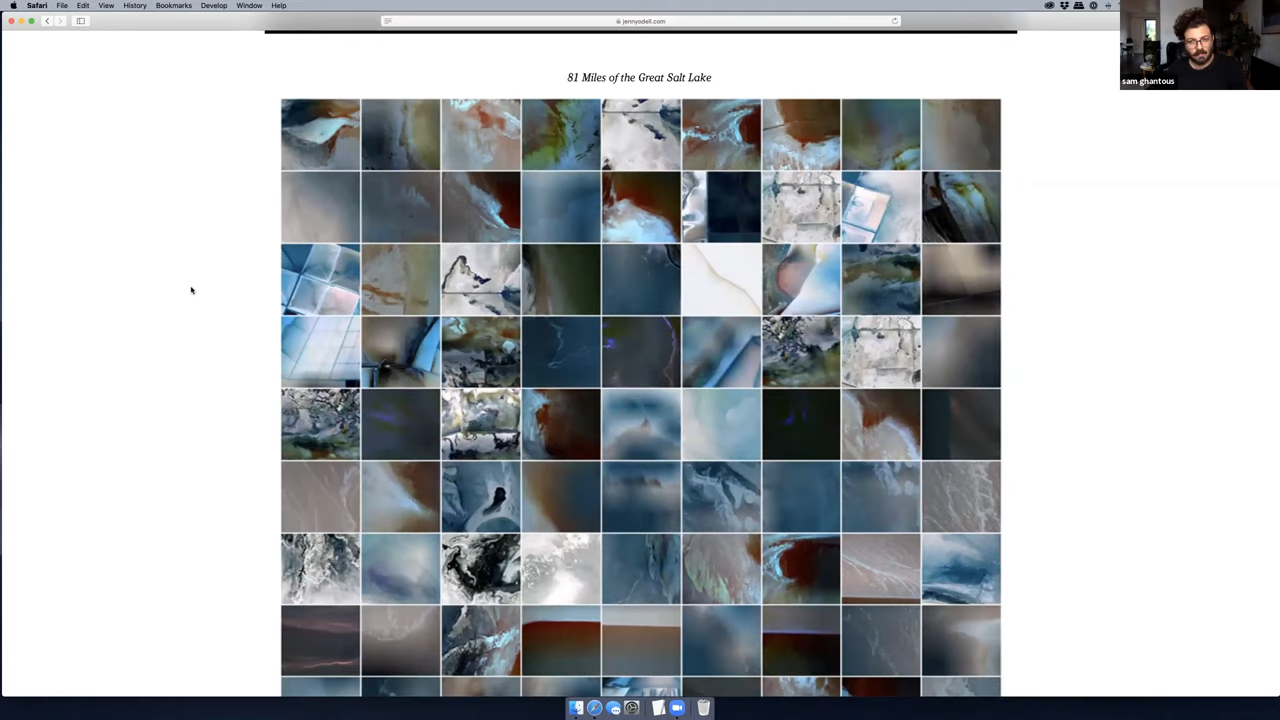 Safari File Edit View History Bookmarks Develop Window Help
jennyodell.com
sam ghantous
81 Miles of the Great Salt Lake